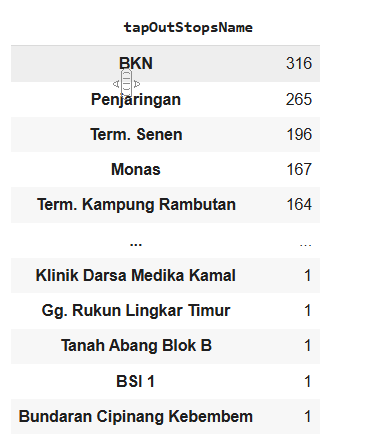 tapOutStopsName
BKN 316
Penjaringan 265
Term. Senen 196
Monas 167
Term. Kampung Rambutan 164
... ...
Klinik Darsa Medika Kamal 1
Gg. Rukun Lingkar Timur 1
Tanah Abang Blok B 1
BSI 1 1
Bundaran Cipinang Kebembem 1